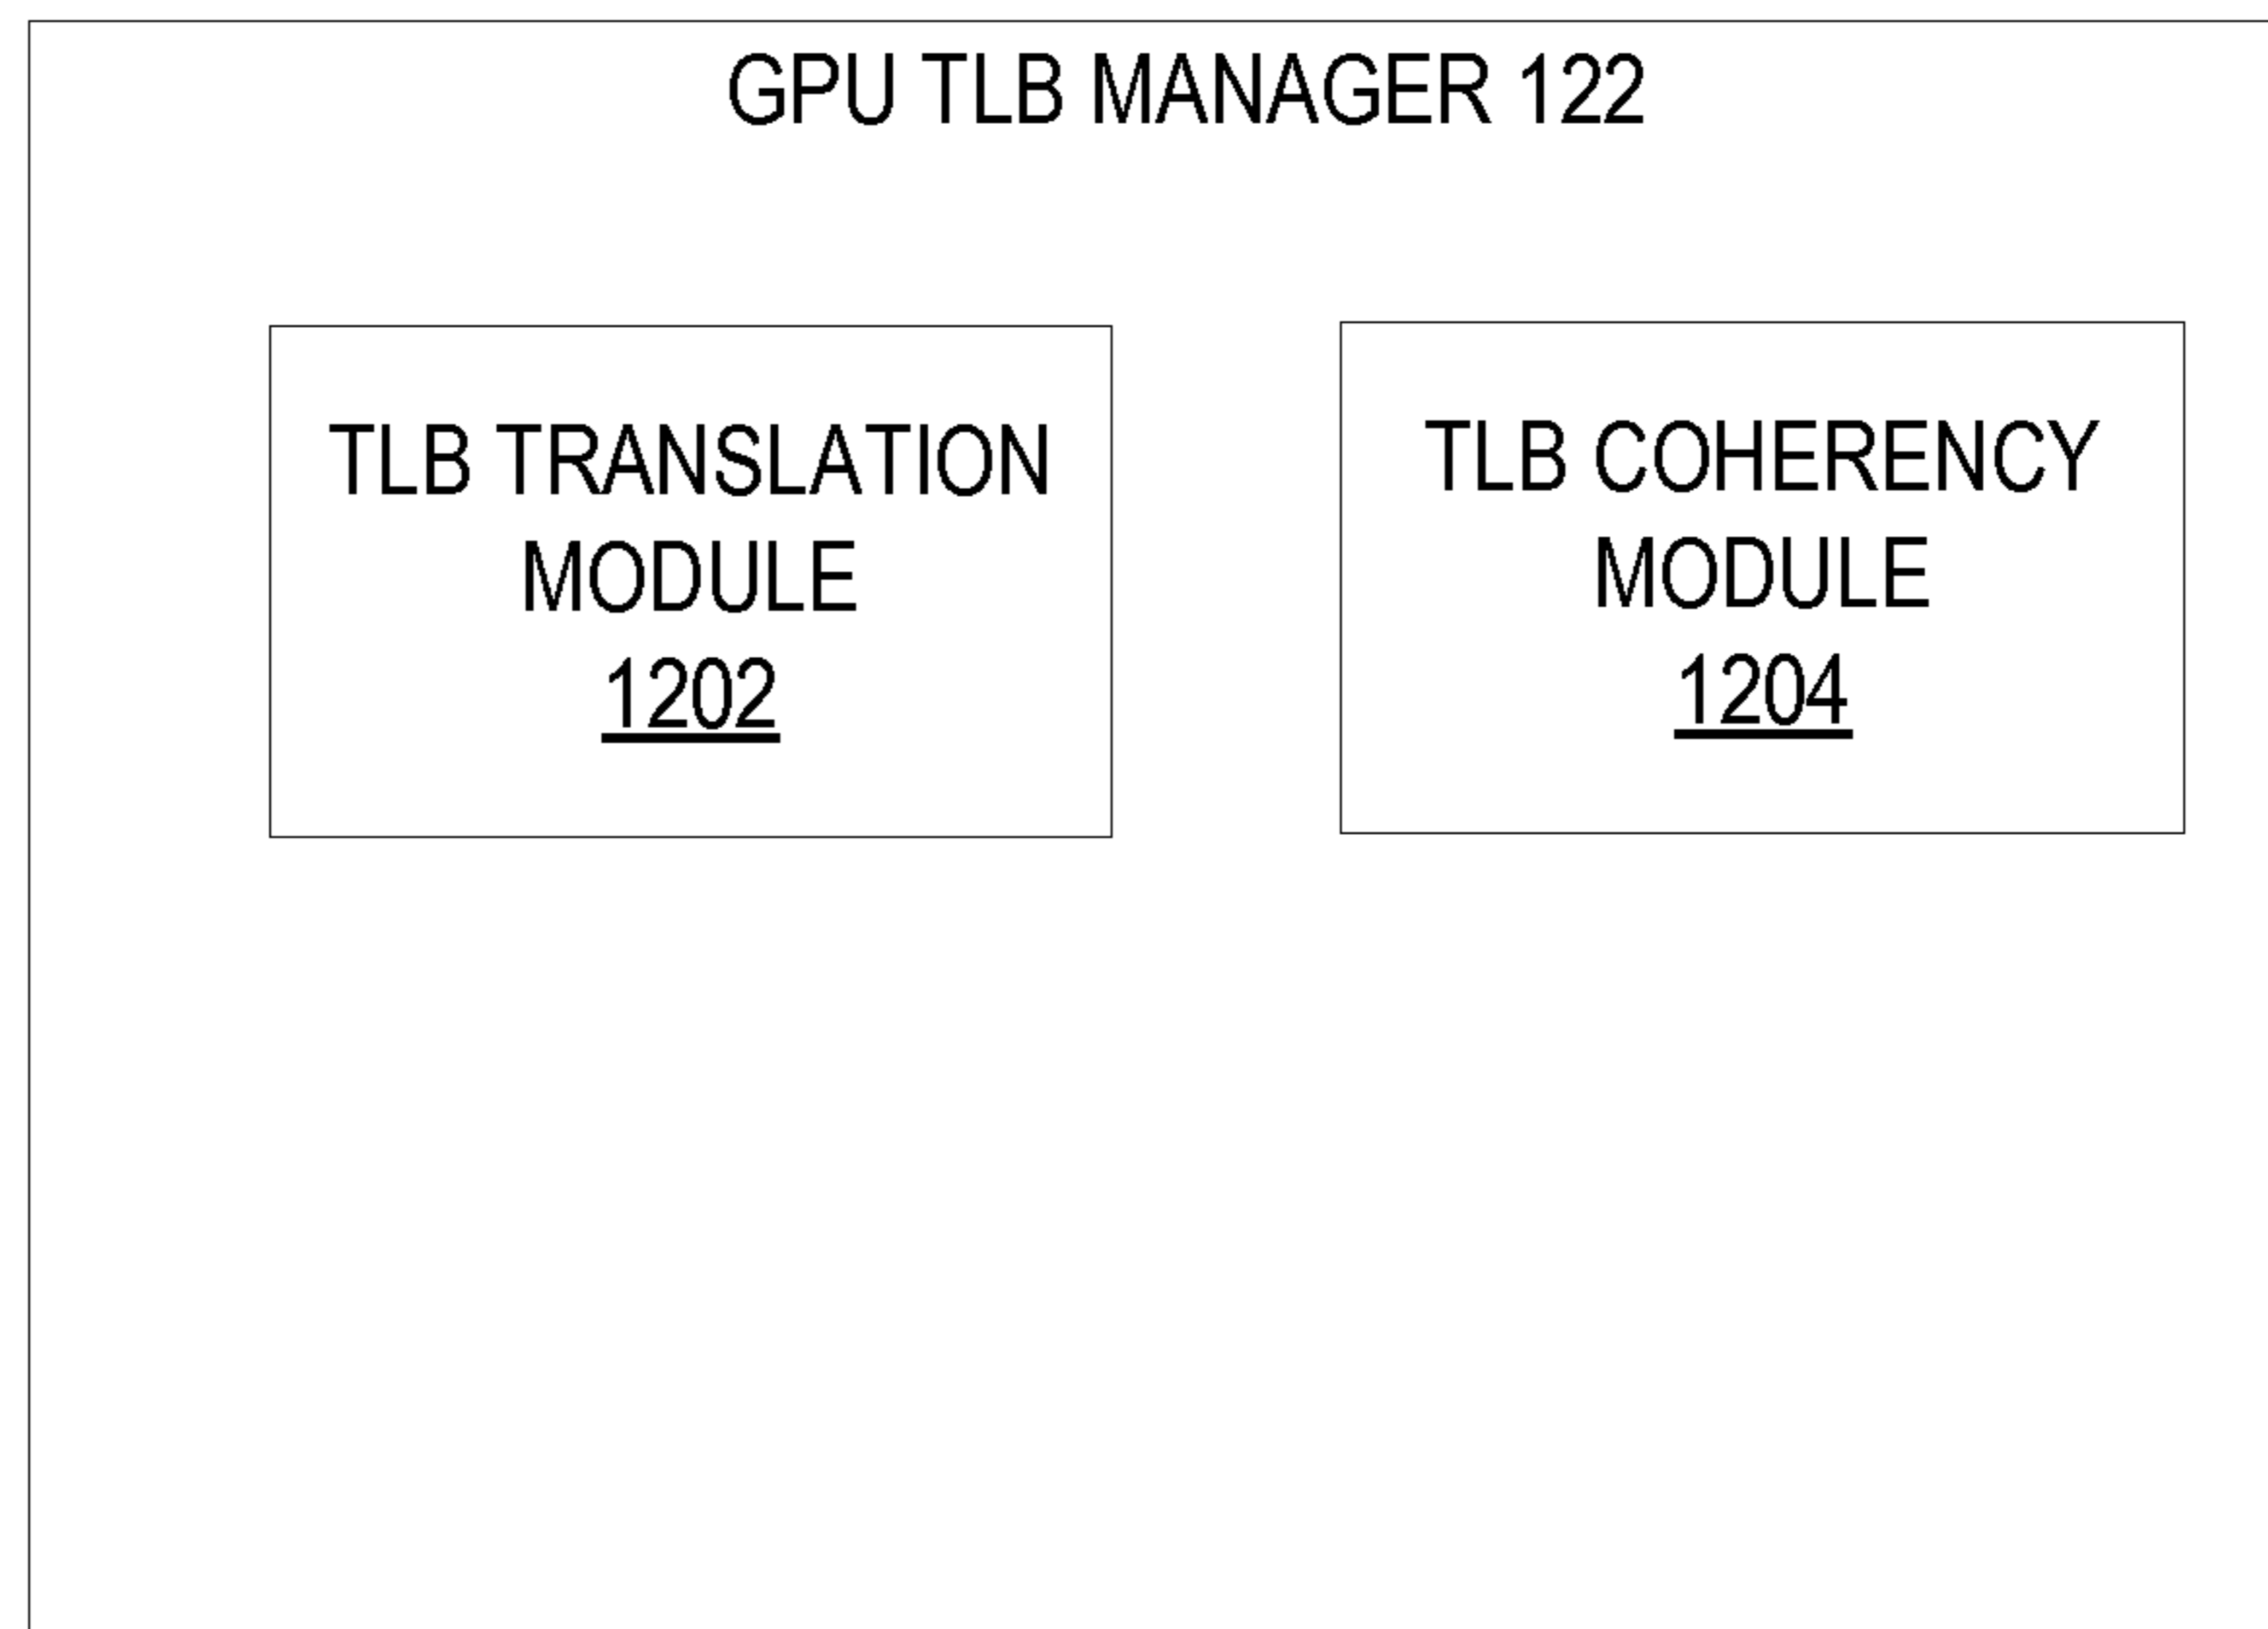 GPU TLB MANAGER 122
TLB TRANSLATION
MODULE
1202
TLB COHERENCY
MODULE
1204